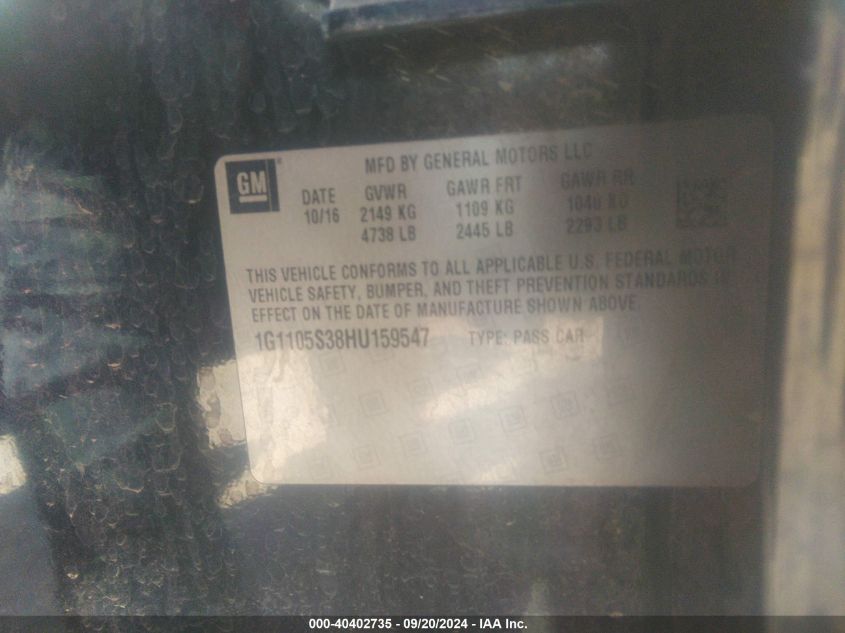 MFD BY GENERAL MOTORS LLC
GM®
DATE GVWR GAWR FRT GAWR RR
10/16 2149 KG 1109 KG 1040 KG
4738 LB 2445 LB 2293 LB
THIS VEHICLE CONFORMS TO ALL APPLICABLE U.S. FEDERAL MOTOR
VEHICLE SAFETY, BUMPER, AND THEFT PREVENTION STANDARDS IN
EFFECT ON THE DATE OF MANUFACTURE SHOWN ABOVE
1G1105S38HU159547 TYPE: PASS CAR
000-40402735 - 09/20/2024 - IAA Inc.